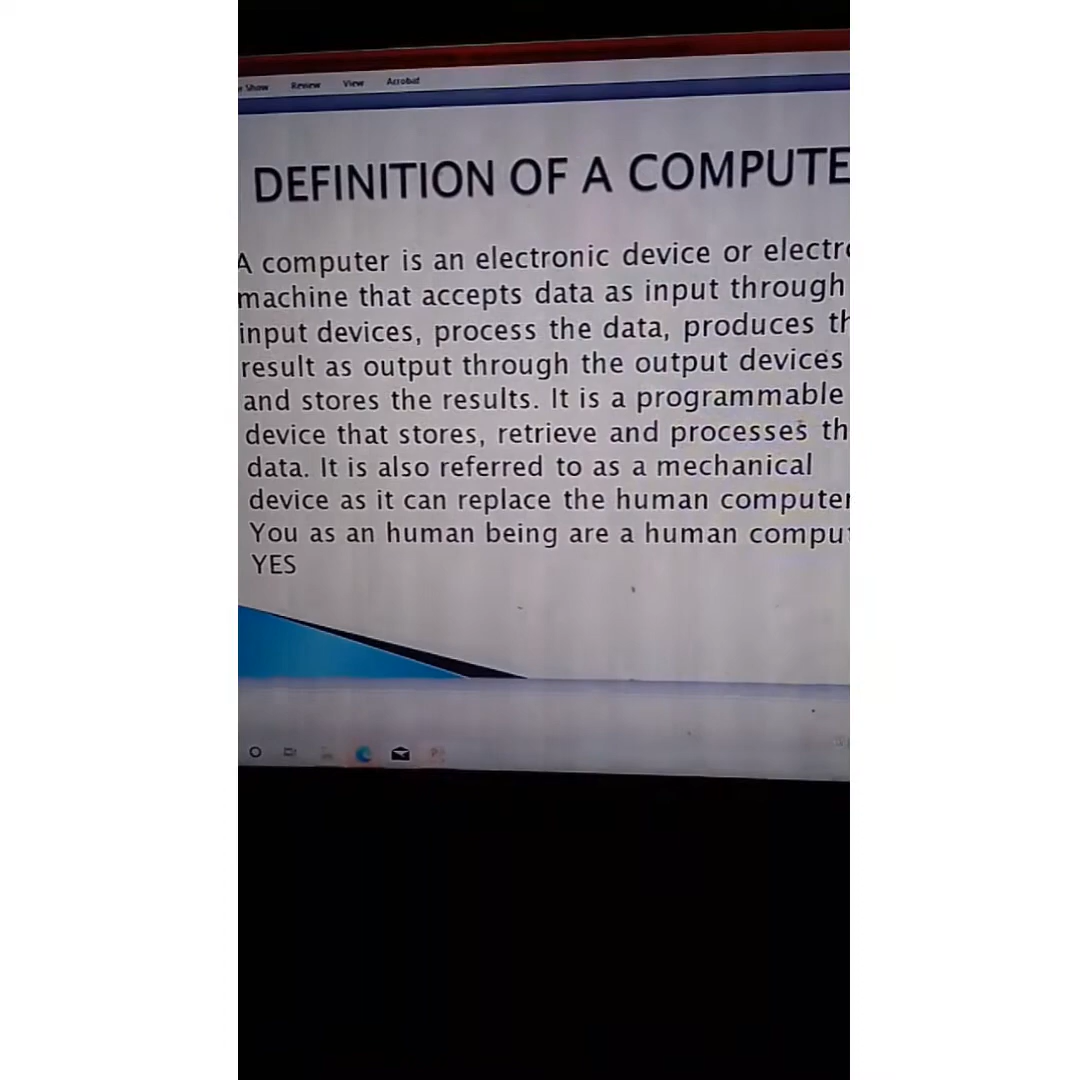 Show Review View Acrobat
DEFINITION OF A COMPUTE
A computer is an electronic device or electr
machine that accepts data as input through
input devices, process the data, produces th
result as output through the output devices
and stores the results. It is a programmable
device that stores, retrieve and processes th
data. It is also referred to as a mechanical
device as it can replace the human computer
You as an human being are a human compu
YES